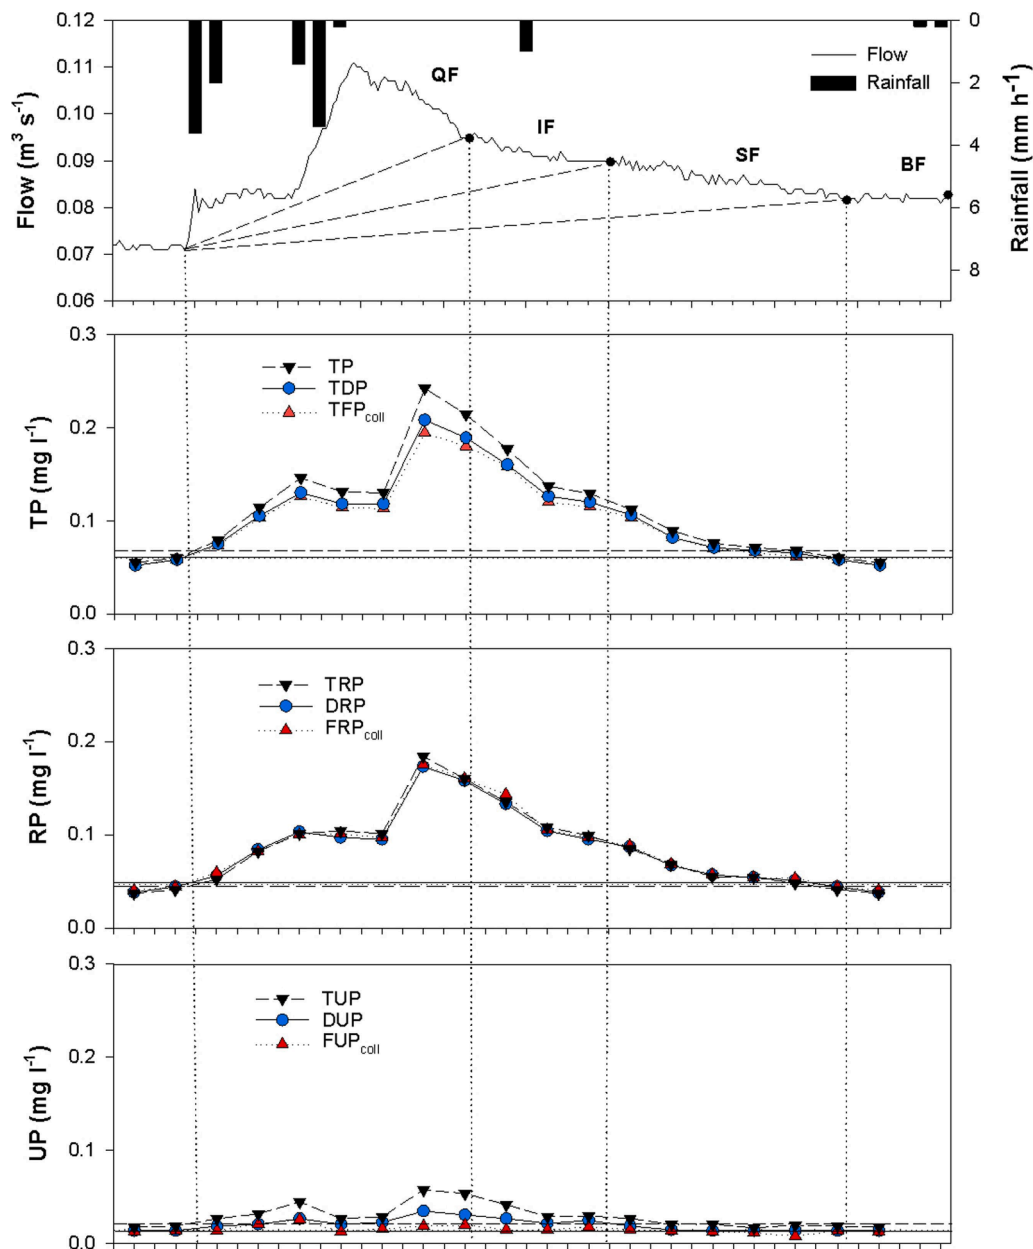 0.12
0.11
0.10
0.09
0.08
0.07
0.06
Flow (m³ s⁻¹)
QF
IF
SF
BF
Flow
Rainfall
0
2
4
6
8
Rainfall (mm h⁻¹)
0.3
0.2
0.1
0.0
TP (mg l⁻¹)
TP
TDP
TFPcoll
0.3
0.2
0.1
0.0
RP (mg l⁻¹)
TRP
DRP
FRPcoll
0.3
0.2
0.1
0.0
UP (mg l⁻¹)
TUP
DUP
FUPcoll